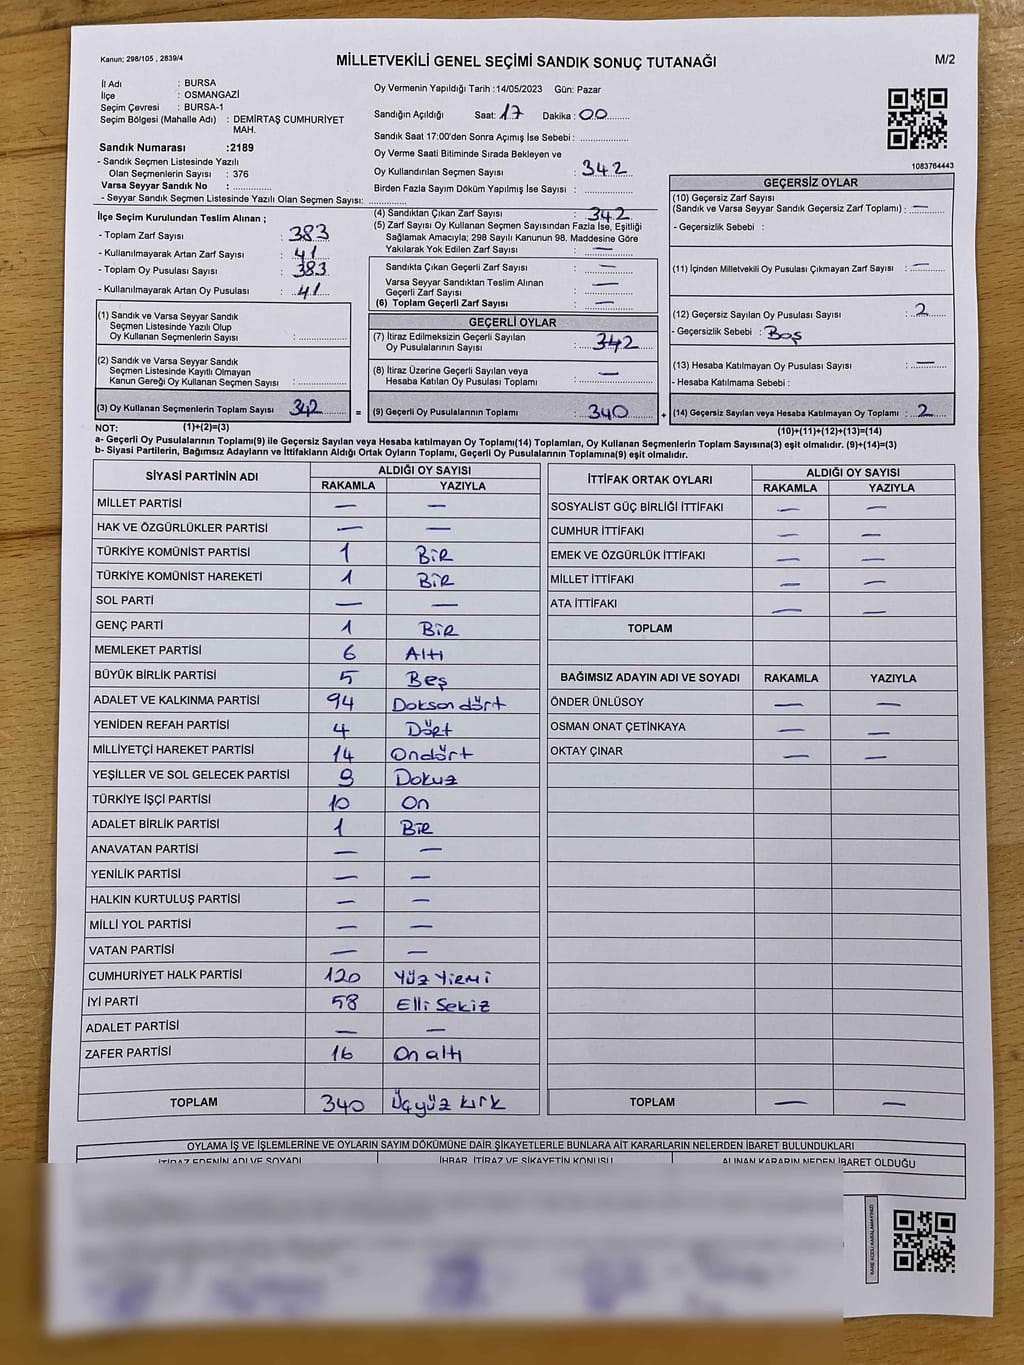 Kanun; 298/105 , 2839/4
MİLLETVEKİLİ GENEL SEÇİMİ SANDIK SONUÇ TUTANAĞI
M/2
İl Adı : BURSA
İlçe : OSMANGAZİ
Seçim Çevresi : BURSA-1
Seçim Bölgesi (Mahalle Adı) : DEMİRTAŞ CUMHURİYET
MAH.
Sandık Numarası :2189
- Sandık Seçmen Listesinde Yazılı
Olan Seçmenlerin Sayısı : 376
Varsa Seyyar Sandık No : ..............
- Seyyar Sandık Seçmen Listesinde Yazılı Olan Seçmen Sayısı: ..............
Oy Vermenin Yapıldığı Tarih :14/05/2023 Gün: Pazar
Sandığın Açıldığı Saat: 17 Dakika : 00
Sandık Saat 17:00'den Sonra Açımış İse Sebebi : ..............
Oy Verme Saati Bitiminde Sırada Bekleyen ve
Oy Kullandırılan Seçmen Sayısı : 342
Birden Fazla Sayım Döküm Yapılmış İse Sayısı : ..............
1083764443
İlçe Seçim Kurulundan Teslim Alınan ;
- Toplam Zarf Sayısı : 383
- Kullanılmayarak Artan Zarf Sayısı : 41
- Toplam Oy Pusulası Sayısı : 383
- Kullanılmayarak Artan Oy Pusulası : 41
(4) Sandıktan Çıkan Zarf Sayısı : 342
(5) Zarf Sayısı Oy Kullanan Seçmen Sayısından Fazla İse, Eşitliği
Sağlamak Amacıyla; 298 Sayılı Kanunun 98. Maddesine Göre
Yakılarak Yok Edilen Zarf Sayısı : —
Sandıkta Çıkan Geçerli Zarf Sayısı : —
Varsa Seyyar Sandıktan Teslim Alınan
Geçerli Zarf Sayısı : —
(6) Toplam Geçerli Zarf Sayısı : —
GEÇERSİZ OYLAR
(10) Geçersiz Zarf Sayısı
(Sandık ve Varsa Seyyar Sandık Geçersiz Zarf Toplamı) : —
- Geçersizlik Sebebi :
(11) İçinden Milletvekili Oy Pusulası Çıkmayan Zarf Sayısı : —
(12) Geçersiz Sayılan Oy Pusulası Sayısı : 2
- Geçersizlik Sebebi : Boş
(13) Hesaba Katılmayan Oy Pusulası Sayısı : —
- Hesaba Katılmama Sebebi :
(14) Geçersiz Sayılan veya Hesaba Katılmayan Oy Toplamı : 2
(1) Sandık ve Varsa Seyyar Sandık
Seçmen Listesinde Yazılı Olup
Oy Kullanan Seçmenlerin Sayısı : ..............
(2) Sandık ve Varsa Seyyar Sandık
Seçmen Listesinde Kayıtlı Olmayan
Kanun Gereği Oy Kullanan Seçmen Sayısı : ..............
(3) Oy Kullanan Seçmenlerin Toplam Sayısı 342 =
GEÇERLİ OYLAR
(7) İtiraz Edilmeksizin Geçerli Sayılan
Oy Pusulalarının Sayısı : 342
(8) İtiraz Üzerine Geçerli Sayılan veya
Hesaba Katılan Oy Pusulası Toplamı : —
(9) Geçerli Oy Pusulalarının Toplamı : 340 +
NOT: (1)+(2)=(3)
(10)+(11)+(12)+(13)=(14)
a- Geçerli Oy Pusulalarının Toplamı(9) ile Geçersiz Sayılan veya Hesaba katılmayan Oy Toplamı(14) Toplamları, Oy Kullanan Seçmenlerin Toplam Sayısına(3) eşit olmalıdır. (9)+(14)=(3)
b- Siyasi Partilerin, Bağımsız Adayların ve İttifakların Aldığı Ortak Oyların Toplamı, Geçerli Oy Pusulalarının Toplamına(9) eşit olmalıdır.
SİYASİ PARTİNİN ADI ALDIĞI OY SAYISI
RAKAMLA YAZIYLA
MİLLET PARTİSİ — —
HAK VE ÖZGÜRLÜKLER PARTİSİ — —
TÜRKİYE KOMÜNİST PARTİSİ 1 Bir
TÜRKİYE KOMÜNİST HAREKETİ 1 Bir
SOL PARTİ — —
GENÇ PARTİ 1 Bir
MEMLEKET PARTİSİ 6 Altı
BÜYÜK BİRLİK PARTİSİ 5 Beş
ADALET VE KALKINMA PARTİSİ 94 Doksan dört
YENİDEN REFAH PARTİSİ 4 Dört
MİLLİYETÇİ HAREKET PARTİSİ 14 Ondört
YEŞİLLER VE SOL GELECEK PARTİSİ 9 Dokuz
TÜRKİYE İŞÇİ PARTİSİ 10 On
ADALET BİRLİK PARTİSİ 1 Bir
ANAVATAN PARTİSİ — —
YENİLİK PARTİSİ — —
HALKIN KURTULUŞ PARTİSİ — —
MİLLİ YOL PARTİSİ — —
VATAN PARTİSİ — —
CUMHURİYET HALK PARTİSİ 120 Yüz Yirmi
İYİ PARTİ 58 Elli Sekiz
ADALET PARTİSİ — —
ZAFER PARTİSİ 16 On altı
TOPLAM 340 Üçyüz kırk
İTTİFAK ORTAK OYLARI ALDIĞI OY SAYISI
RAKAMLA YAZIYLA
SOSYALİST GÜÇ BİRLİĞİ İTTİFAKI — —
CUMHUR İTTİFAKI — —
EMEK VE ÖZGÜRLÜK İTTİFAKI — —
MİLLET İTTİFAKI — —
ATA İTTİFAKI — —
TOPLAM
BAĞIMSIZ ADAYIN ADI VE SOYADI RAKAMLA YAZIYLA
ÖNDER ÜNLÜSOY — —
OSMAN ONAT ÇETİNKAYA — —
OKTAY ÇINAR — —
TOPLAM — —
OYLAMA İŞ VE İŞLEMLERİNE VE OYLARIN SAYIM DÖKÜMÜNE DAİR ŞİKAYETLERLE BUNLARA AİT KARARLARIN NELERDEN İBARET BULUNDUKLARI
İTİRAZ EDENİN ADI VE SOYADI İHBAR, İTİRAZ VE ŞİKAYETİN KONUSU ALINAN KARARIN NEDEN İBARET OLDUĞU
KARE KODU KARALAMAYINIZ!